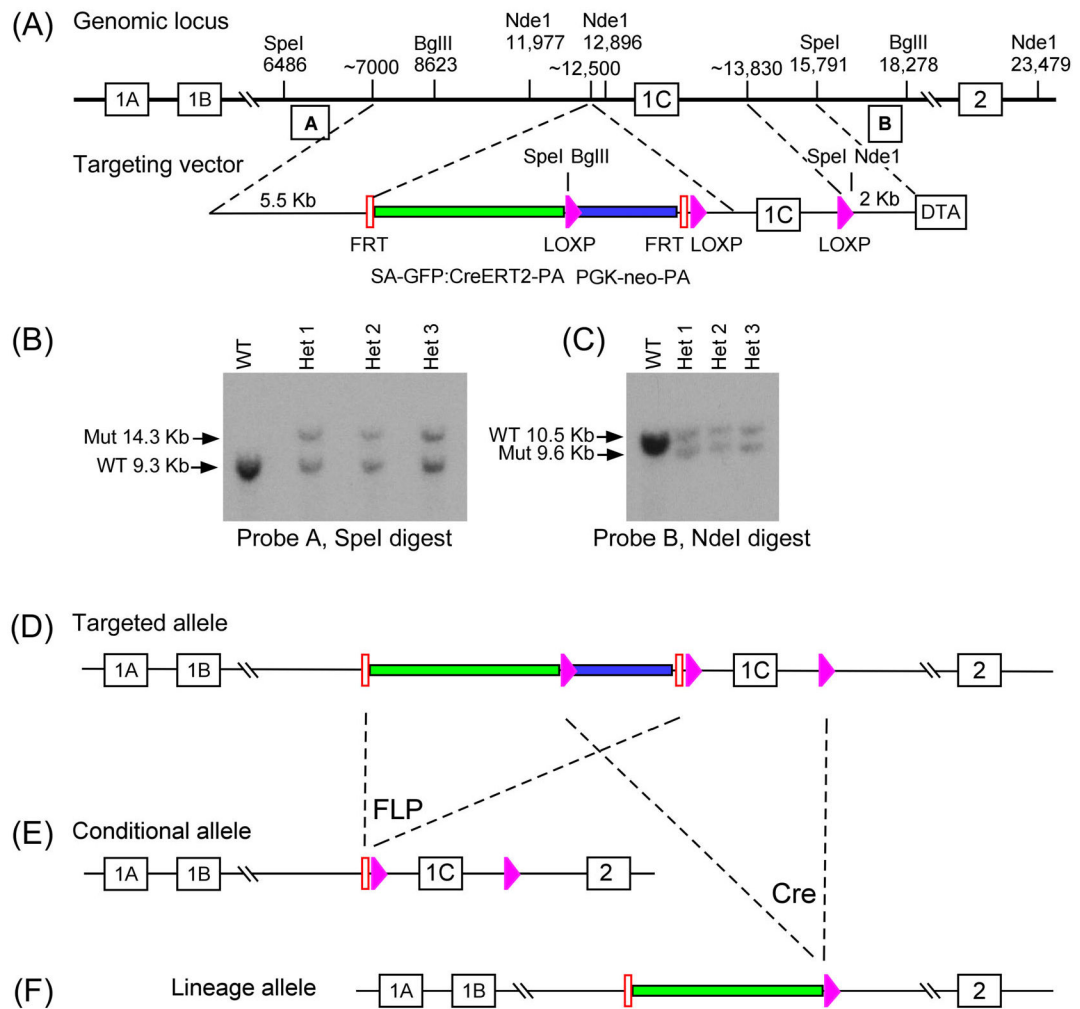 (A) Genomic locus
Nde1 Nde1
SpeI BglII 11,977 12,896 SpeI BglII Nde1
6486 ~7000 8623 ~12,500 ~13,830 15,791 18,278 23,479
1A 1B 1C 2
A B
Targeting vector
SpeI BglII SpeI Nde1
5.5 Kb 1C 2 Kb DTA
FRT LOXP FRT LOXP LOXP
SA-GFP:CreERT2-PA PGK-neo-PA
(B) WT Het 1 Het 2 Het 3
Mut 14.3 Kb
WT 9.3 Kb
Probe A, SpeI digest
(C) WT Het 1 Het 2 Het 3
WT 10.5 Kb
Mut 9.6 Kb
Probe B, NdeI digest
(D) Targeted allele
1A 1B 1C 2
FLP
(E) Conditional allele
1A 1B 1C 2
Cre
(F) Lineage allele
1A 1B 2